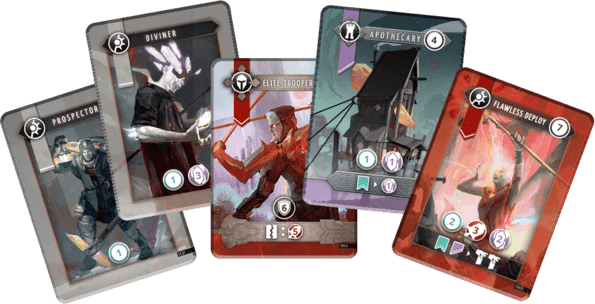 PROSPECTOR
1
DIVINER
1 3
ELITE TROOPER
6
:
APOTHECARY 4
1 1
FLAWLESS DEPLOY 7
2 3 2